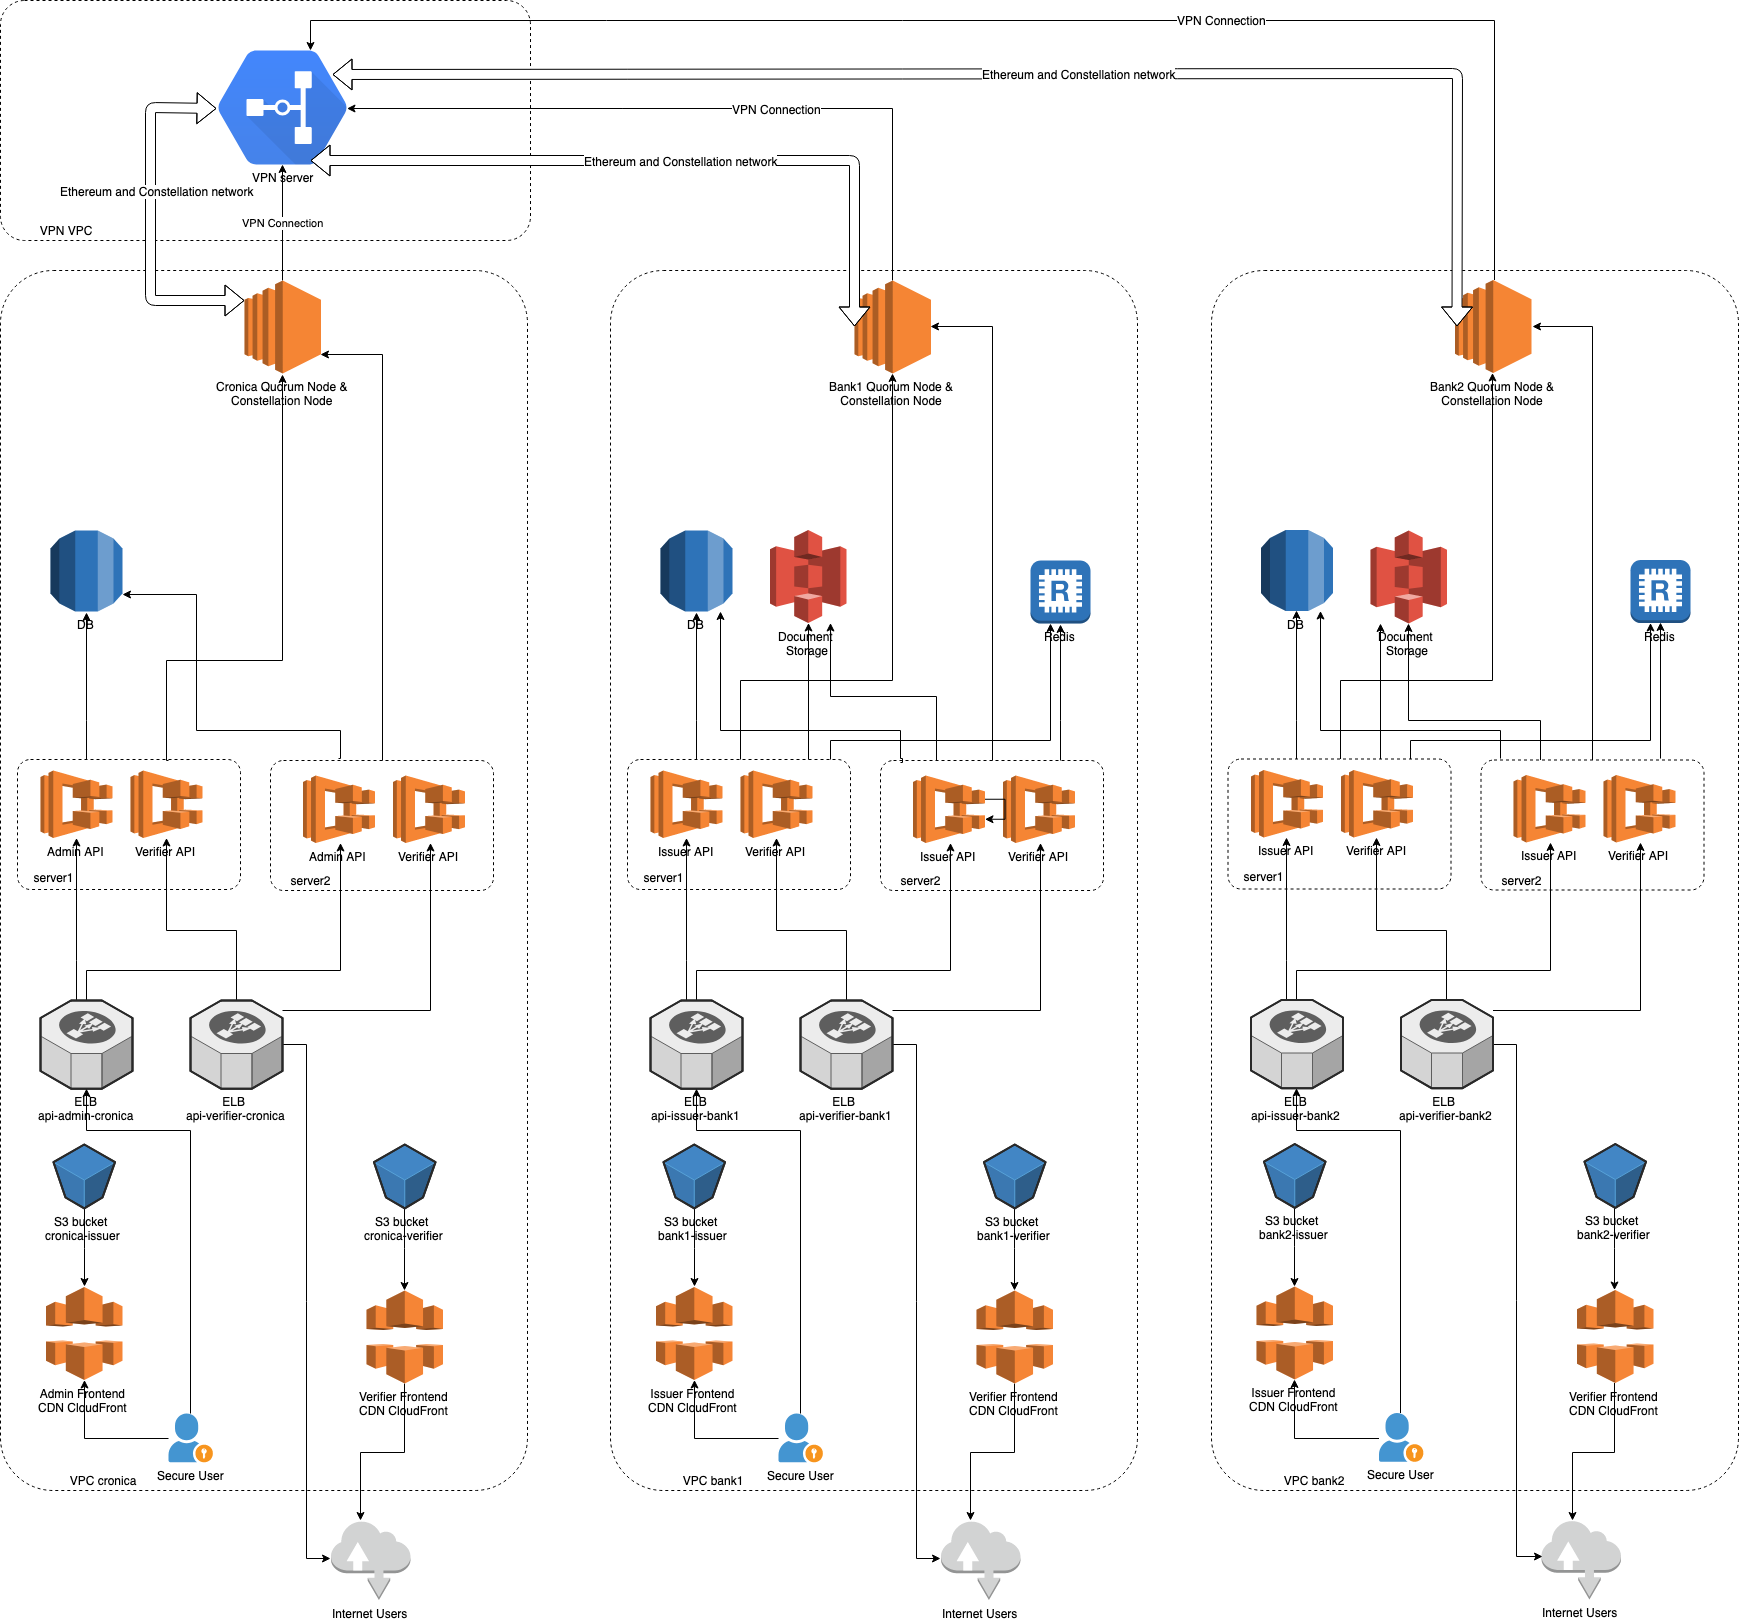 VPN Connection
Ethereum and Constellation network
VPN Connection
Ethereum and Constellation network
VPN server
Ethereum and Constellation network
VPN Connection
VPN VPC
Cronica Quorum Node &
Constellation Node
DB
Admin API
Verifier API
server1
Admin API
Verifier API
server2
ELB
api-admin-cronica
ELB
api-verifier-cronica
S3 bucket
cronica-issuer
S3 bucket
cronica-verifier
Admin Frontend
CDN CloudFront
Verifier Frontend
CDN CloudFront
Secure User
VPC cronica
Internet Users
Bank1 Quorum Node &
Constellation Node
DB
Document
Storage
R
Redis
Issuer API
Verifier API
server1
Issuer API
Verifier API
server2
ELB
api-issuer-bank1
ELB
api-verifier-bank1
S3 bucket
bank1-issuer
S3 bucket
bank1-verifier
Issuer Frontend
CDN CloudFront
Verifier Frontend
CDN CloudFront
Secure User
VPC bank1
Internet Users
Bank2 Quorum Node &
Constellation Node
DB
Document
Storage
R
Redis
Issuer API
Verifier API
server1
Issuer API
Verifier API
server2
ELB
api-issuer-bank2
ELB
api-verifier-bank2
S3 bucket
bank2-issuer
S3 bucket
bank2-verifier
Issuer Frontend
CDN CloudFront
Verifier Frontend
CDN CloudFront
Secure User
VPC bank2
Internet Users